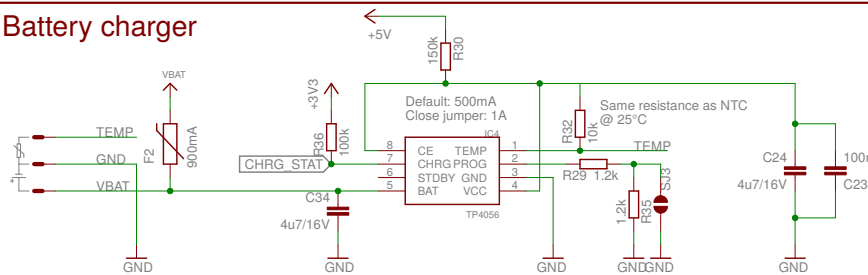 Battery charger
+5V
150k
R30
VBAT
+3V3
Default: 500mA
Close jumper: 1A
Same resistance as NTC
@ 25°C
R36
100k
IC4
R32
10k
TEMP
F2
900mA
8 CE TEMP 1
TEMP
GND
CHRG_STAT
7 CHRG PROG 2
6 STDBY GND 3
5 BAT VCC 4
R29 1.2k
SJ3
C24
4u7/16V
100n
C23
VBAT
C34
4u7/16V
TP4056
1.2k
R35
GND
GND
GND
GND
GND
GND